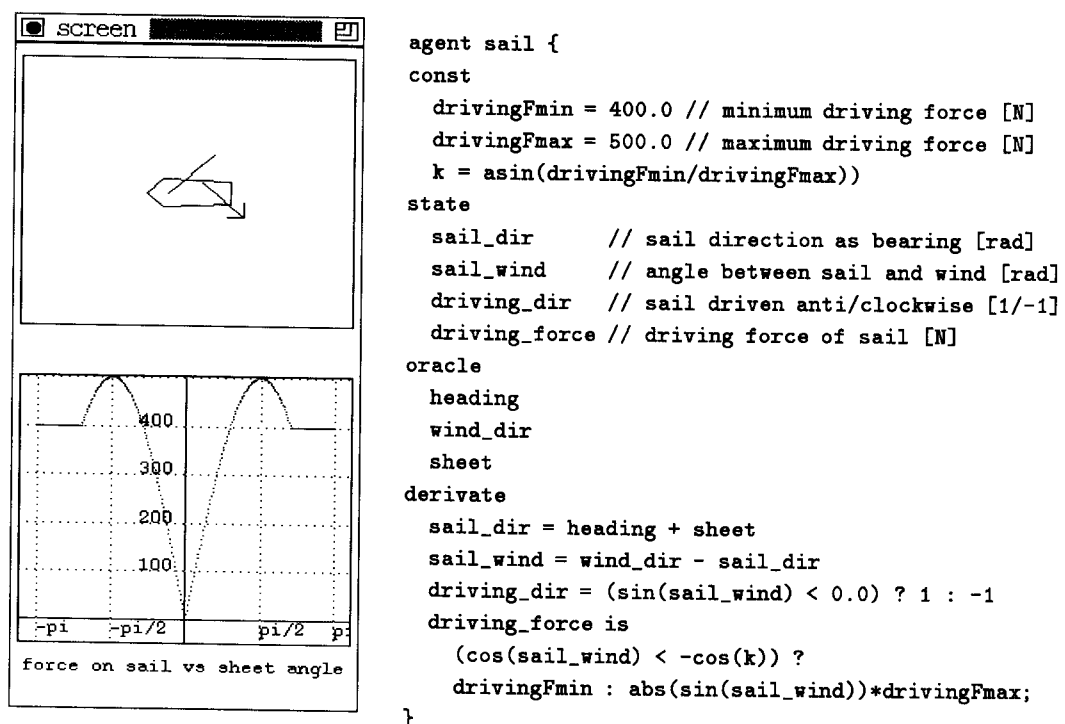 screen
400
300
200
100
-pi -pi/2 pi/2 pi
force on sail vs sheet angle
agent sail {
const
drivingFmin = 400.0 // minimum driving force [N]
drivingFmax = 500.0 // maximum driving force [N]
k = asin(drivingFmin/drivingFmax))
state
sail_dir // sail direction as bearing [rad]
sail_wind // angle between sail and wind [rad]
driving_dir // sail driven anti/clockwise [1/-1]
driving_force // driving force of sail [N]
oracle
heading
wind_dir
sheet
derivate
sail_dir = heading + sheet
sail_wind = wind_dir - sail_dir
driving_dir = (sin(sail_wind) < 0.0) ? 1 : -1
driving_force is
(cos(sail_wind) < -cos(k)) ?
drivingFmin : abs(sin(sail_wind))*drivingFmax;
}